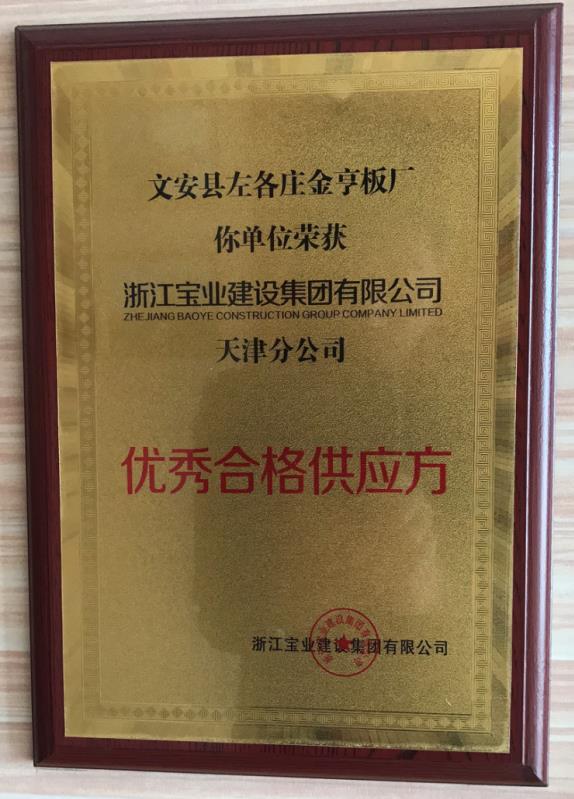 文安县左各庄金亨板厂
你单位荣获
浙江宝业建设集团有限公司
ZHEJIANG BAOYE CONSTRUCTION GROUP COMPANY LIMITED
天津分公司
优秀合格供应方
浙江宝业建设集团有限公司